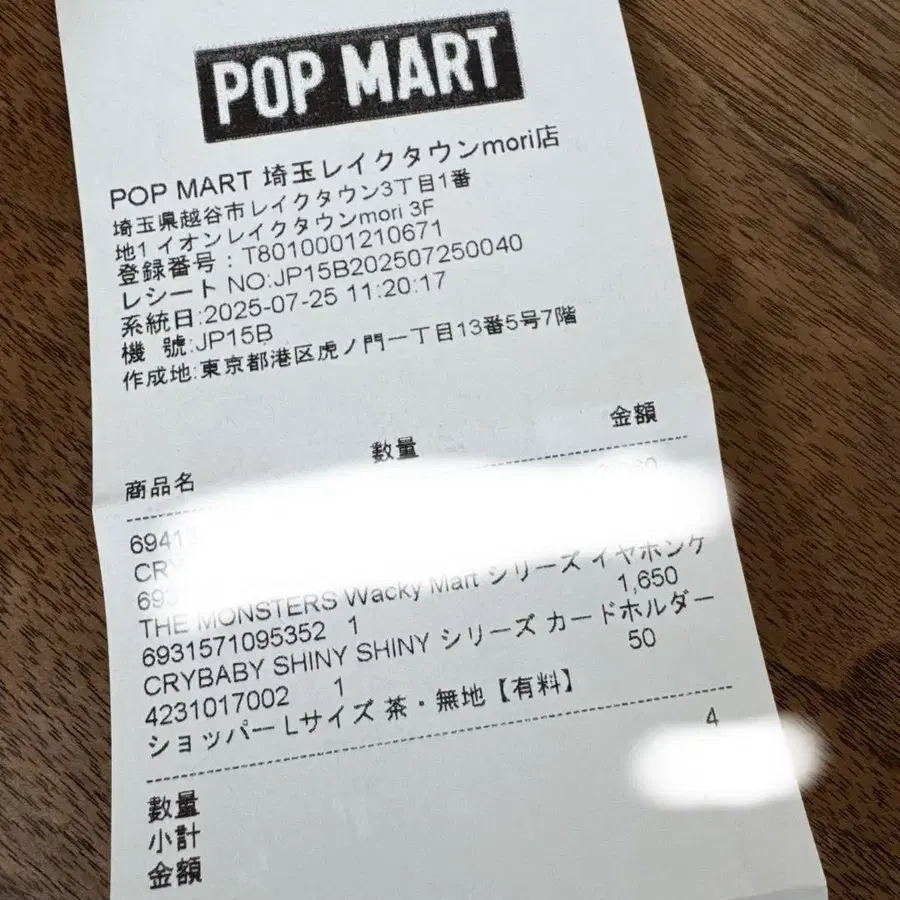 POP MART
POP MART 埼玉レイクタウンmori店
埼玉県越谷市レイクタウン3丁目1番
地1 イオンレイクタウンmori 3F
登録番号：T8010001210671
レシートNO:JP15B202507250040
系統日:2025-07-25 11:20:17
機 號:JP15B
作成地:東京都港区虎ノ門一丁目13番5号7階
商品名 數量 金額
6941
CRY
693
THE MONSTERS Wacky Mart シリーズ イヤホンケ
6931571095352 1 1,650
CRYBABY SHINY SHINY シリーズ カードホルダー
4231017002 1 50
ショッパー Lサイズ 茶・無地【有料】
數量 4
小計
金額